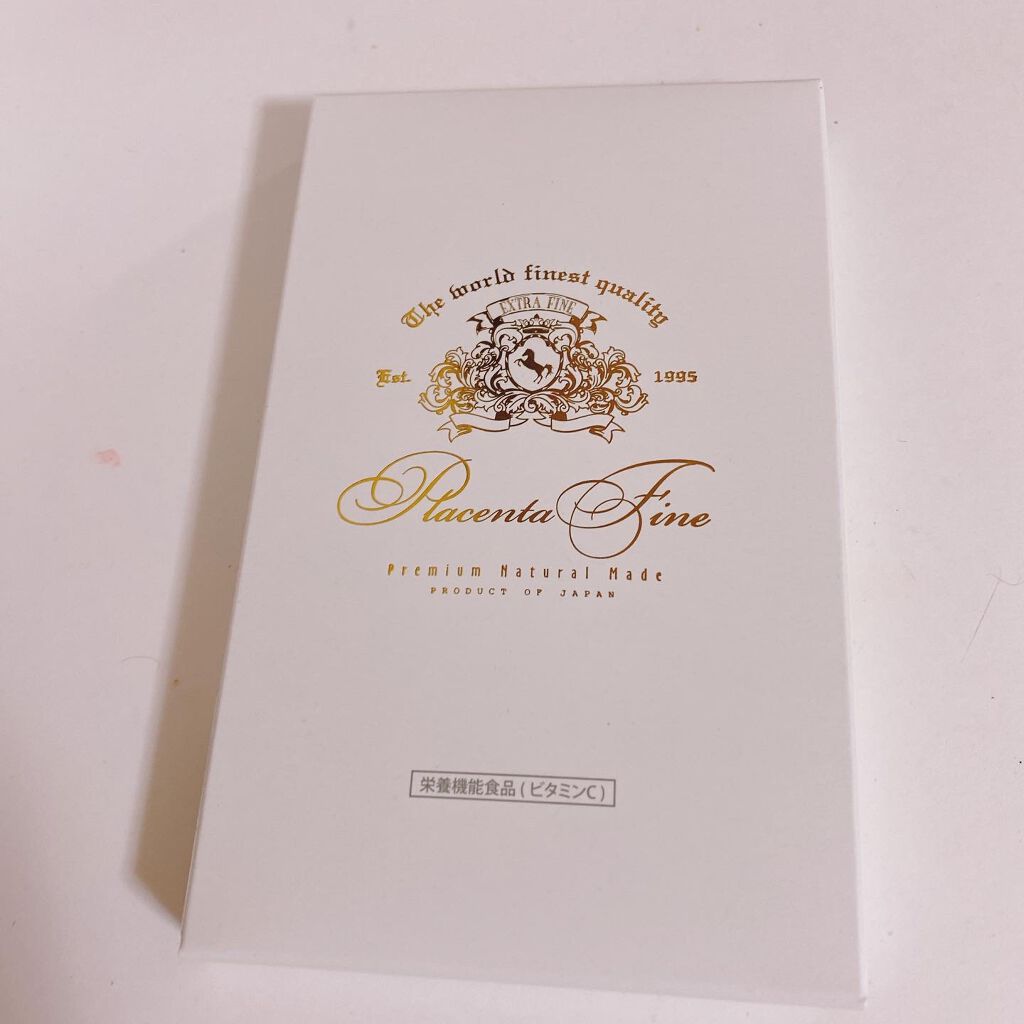 The world finest quality
EXTRA FINE
Est. 1995
Placenta Fine
Premium Natural Made
PRODUCT OF JAPAN
栄養機能食品(ビタミンC)